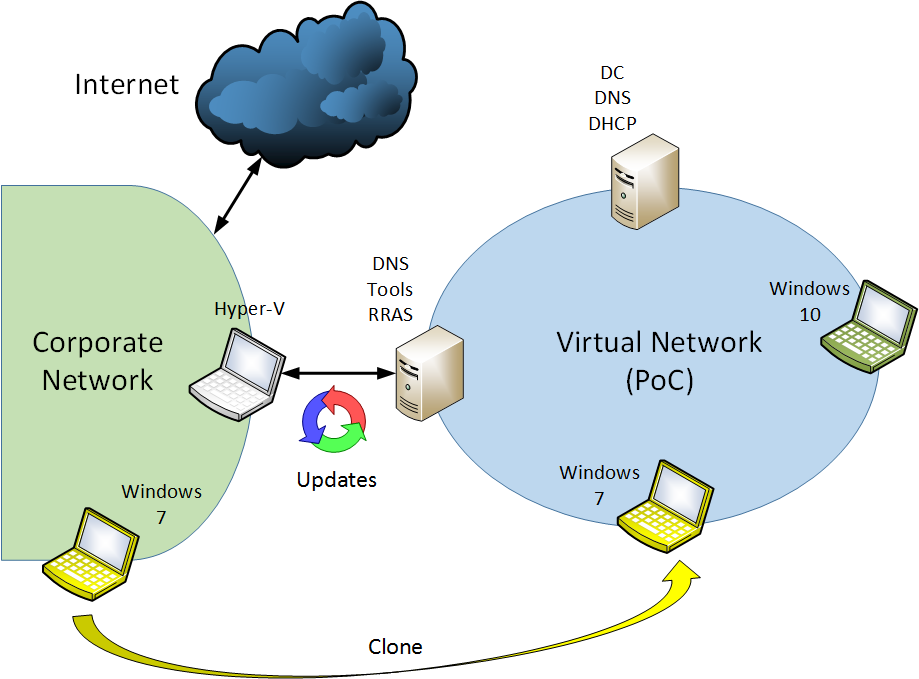 Internet
DC
DNS
DHCP
DNS
Tools
RRAS
Hyper-V
Windows
10
Corporate
Network
Virtual Network
(PoC)
Updates
Windows
7
Windows
7
Clone